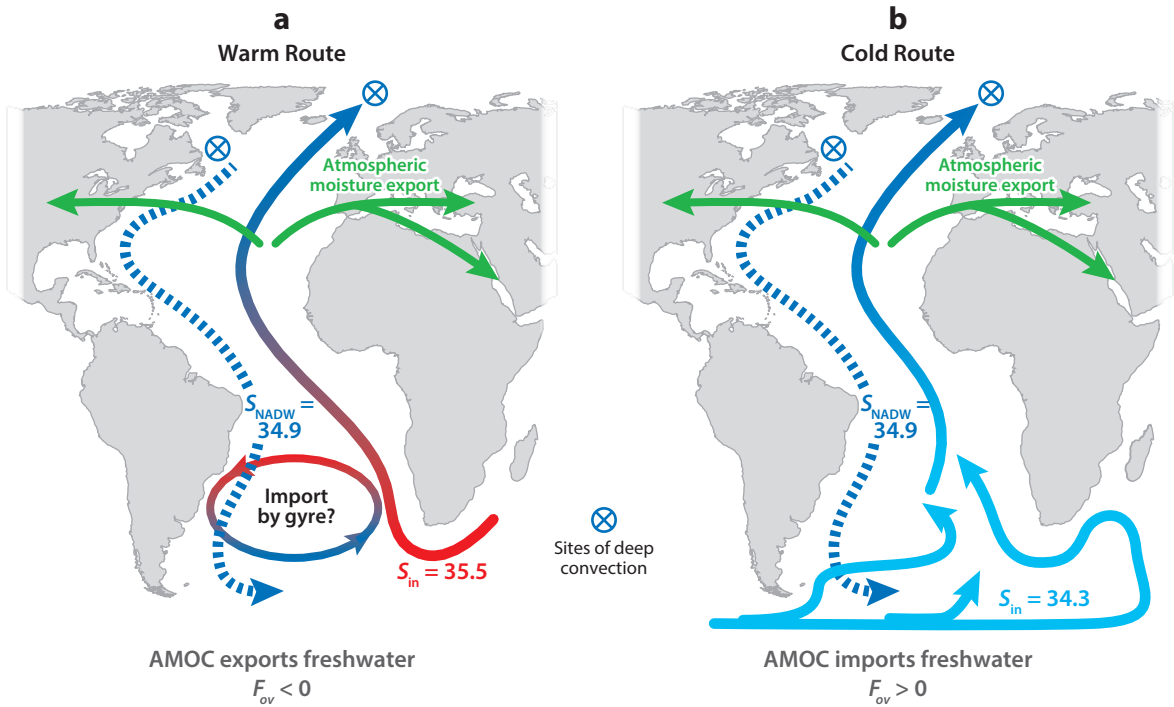 a
Warm Route
Atmospheric
moisture export
S_NADW =
34.9
Import
by gyre?
S_in = 35.5
AMOC exports freshwater
F_ov < 0
Sites of deep
convection
b
Cold Route
Atmospheric
moisture export
S_NADW =
34.9
S_in = 34.3
AMOC imports freshwater
F_ov > 0